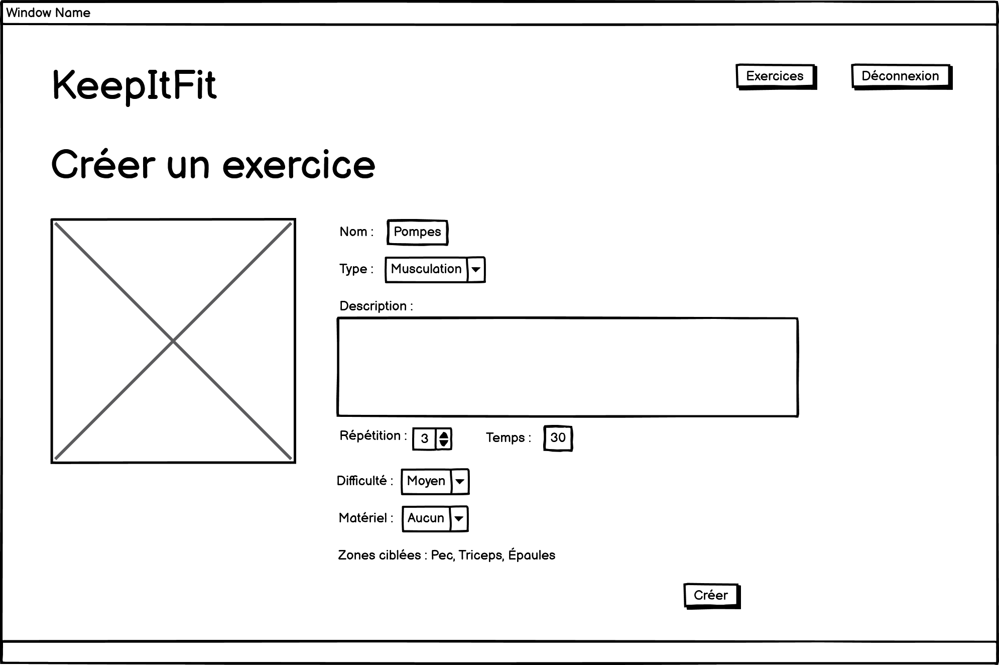 Window Name
KeepItFit
Exercices
Déconnexion
Créer un exercice
Nom : Pompes
Type : Musculation
Description :
Répétition : 3 Temps : 30
Difficulté : Moyen
Matériel : Aucun
Zones ciblées : Pec, Triceps, Épaules
Créer